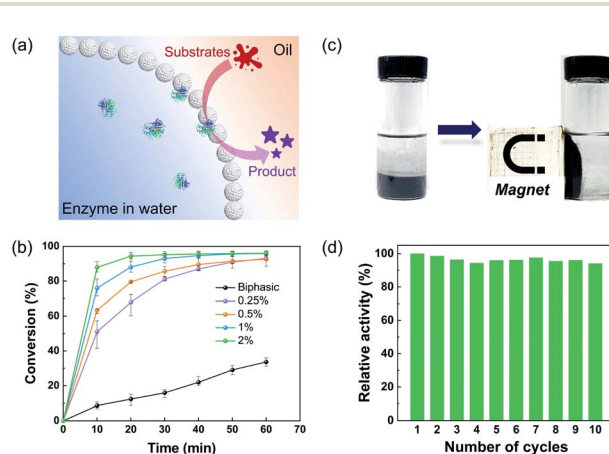 (a)
Substrates
Oil
Product
Enzyme in water
(b)
Conversion (%)
100
80
60
40
20
0
Biphasic
0.25%
0.5%
1%
2%
0 10 20 30 40 50 60
Time (min)
(c)
Magnet
(d)
Relative activity (%)
100
80
60
40
20
0
1 2 3 4 5 6 7 8 9 10
Number of cycles